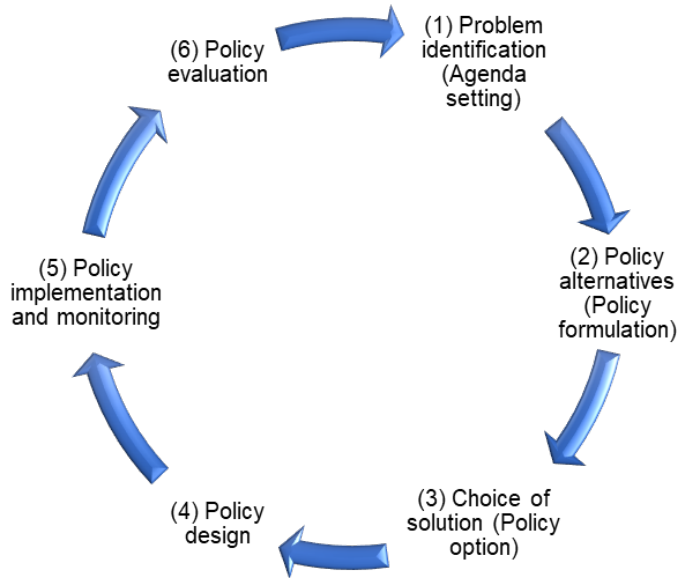 (1) Problem
identification
(Agenda
setting)
(2) Policy
alternatives
(Policy
formulation)
(3) Choice of
solution (Policy
option)
(4) Policy
design
(5) Policy
implementation
and monitoring
(6) Policy
evaluation